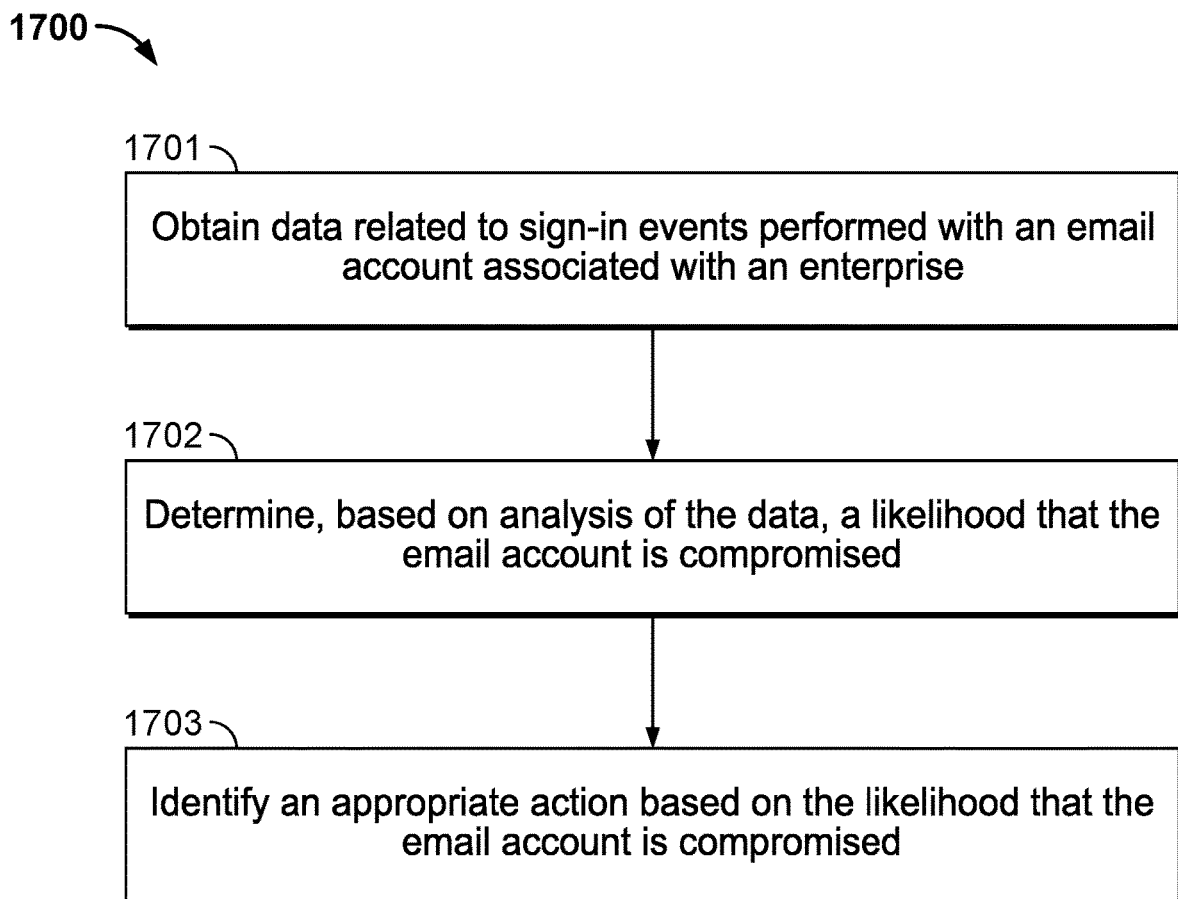 1700
1701
Obtain data related to sign-in events performed with an email
account associated with an enterprise
1702
Determine, based on analysis of the data, a likelihood that the
email account is compromised
1703
Identify an appropriate action based on the likelihood that the
email account is compromised